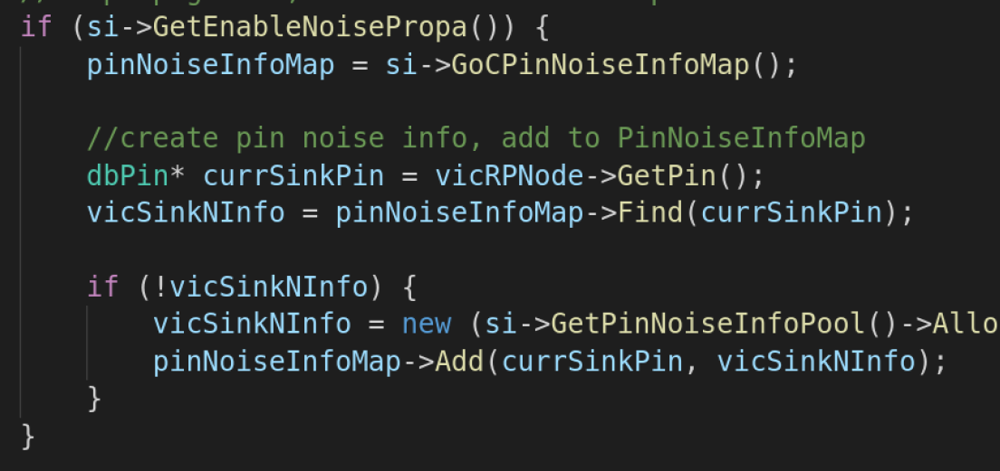 if (si->GetEnableNoisePropa()) {
pinNoiseInfoMap = si->GoCPinNoiseInfoMap();
//create pin noise info, add to PinNoiseInfoMap
dbPin* currSinkPin = vicRPNode->GetPin();
vicSinkNInfo = pinNoiseInfoMap->Find(currSinkPin);
if (!vicSinkNInfo) {
vicSinkNInfo = new (si->GetPinNoiseInfoPool()->Allo
pinNoiseInfoMap->Add(currSinkPin, vicSinkNInfo);
}
}